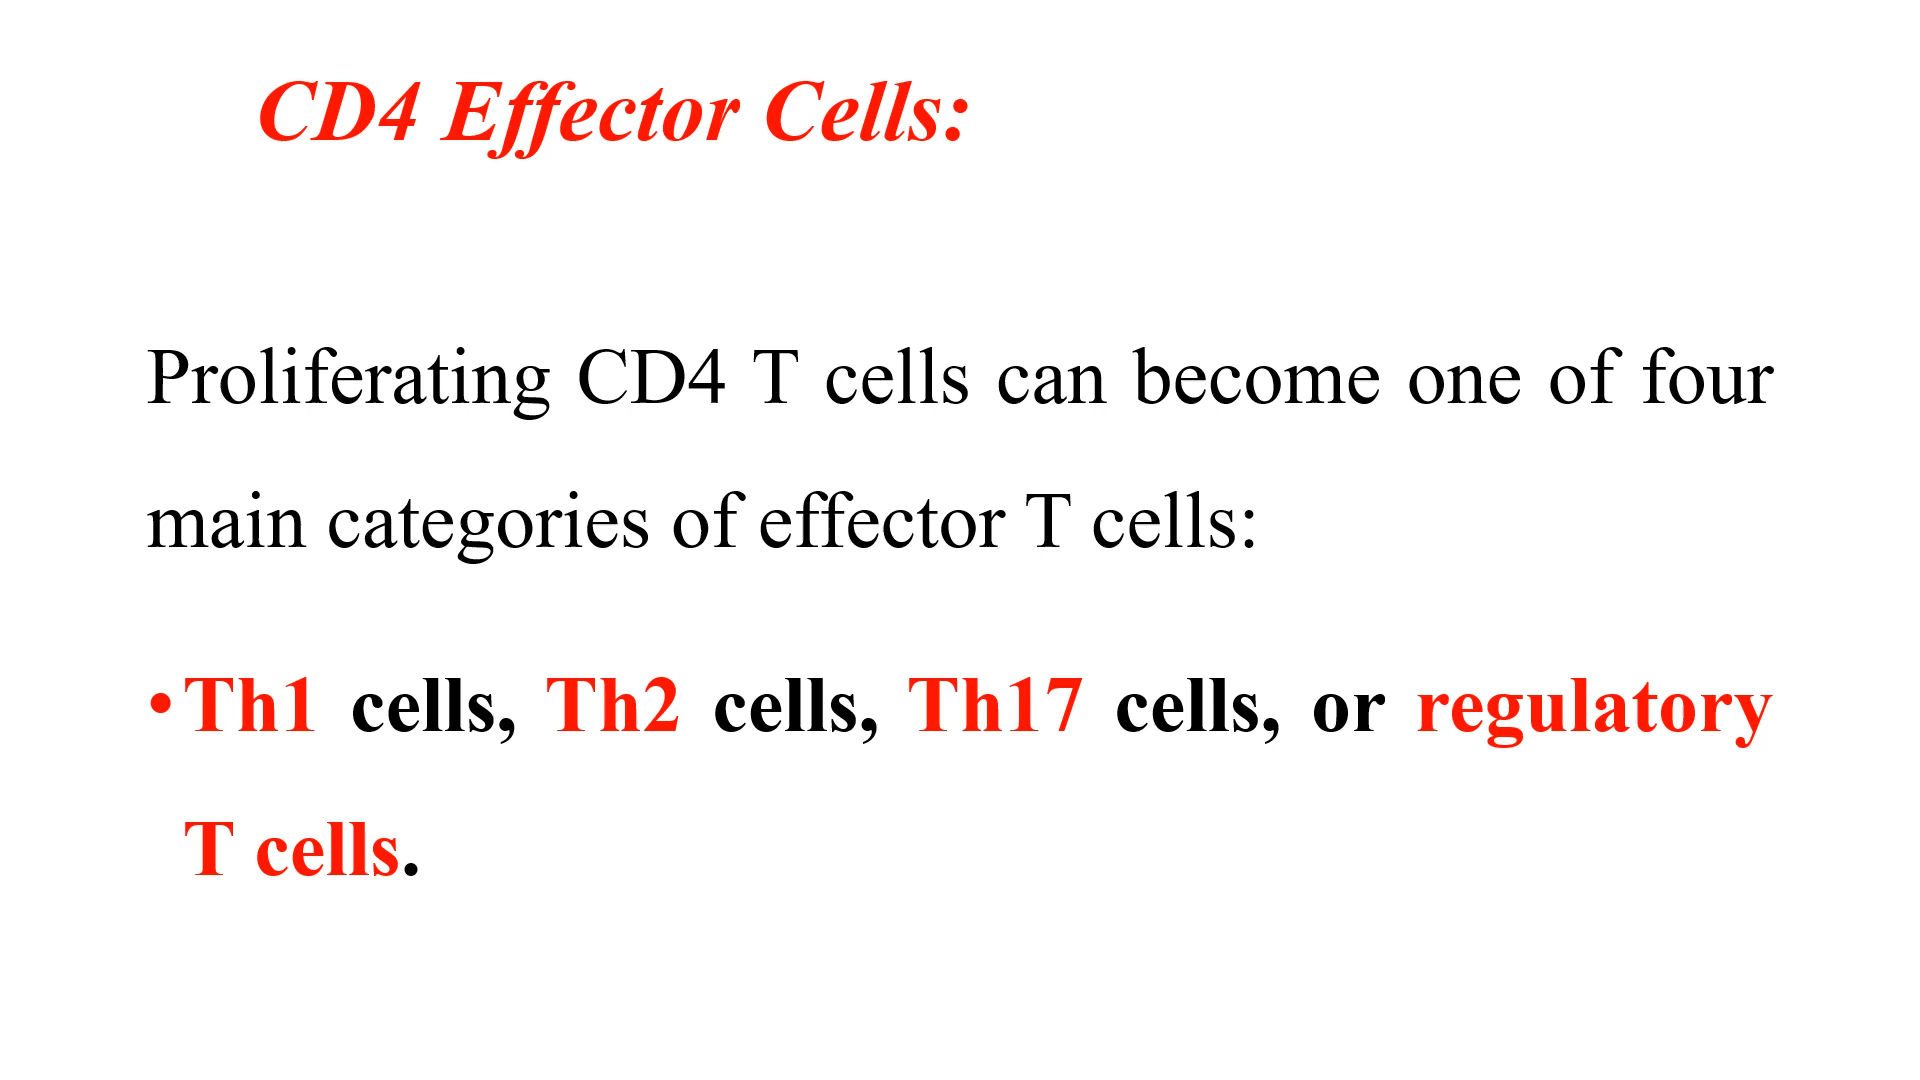 CD4 Effector Cells:
Proliferating CD4 T cells can become one of four
main categories of effector T cells:
•Th1 cells, Th2 cells, Th17 cells, or regulatory
T cells.